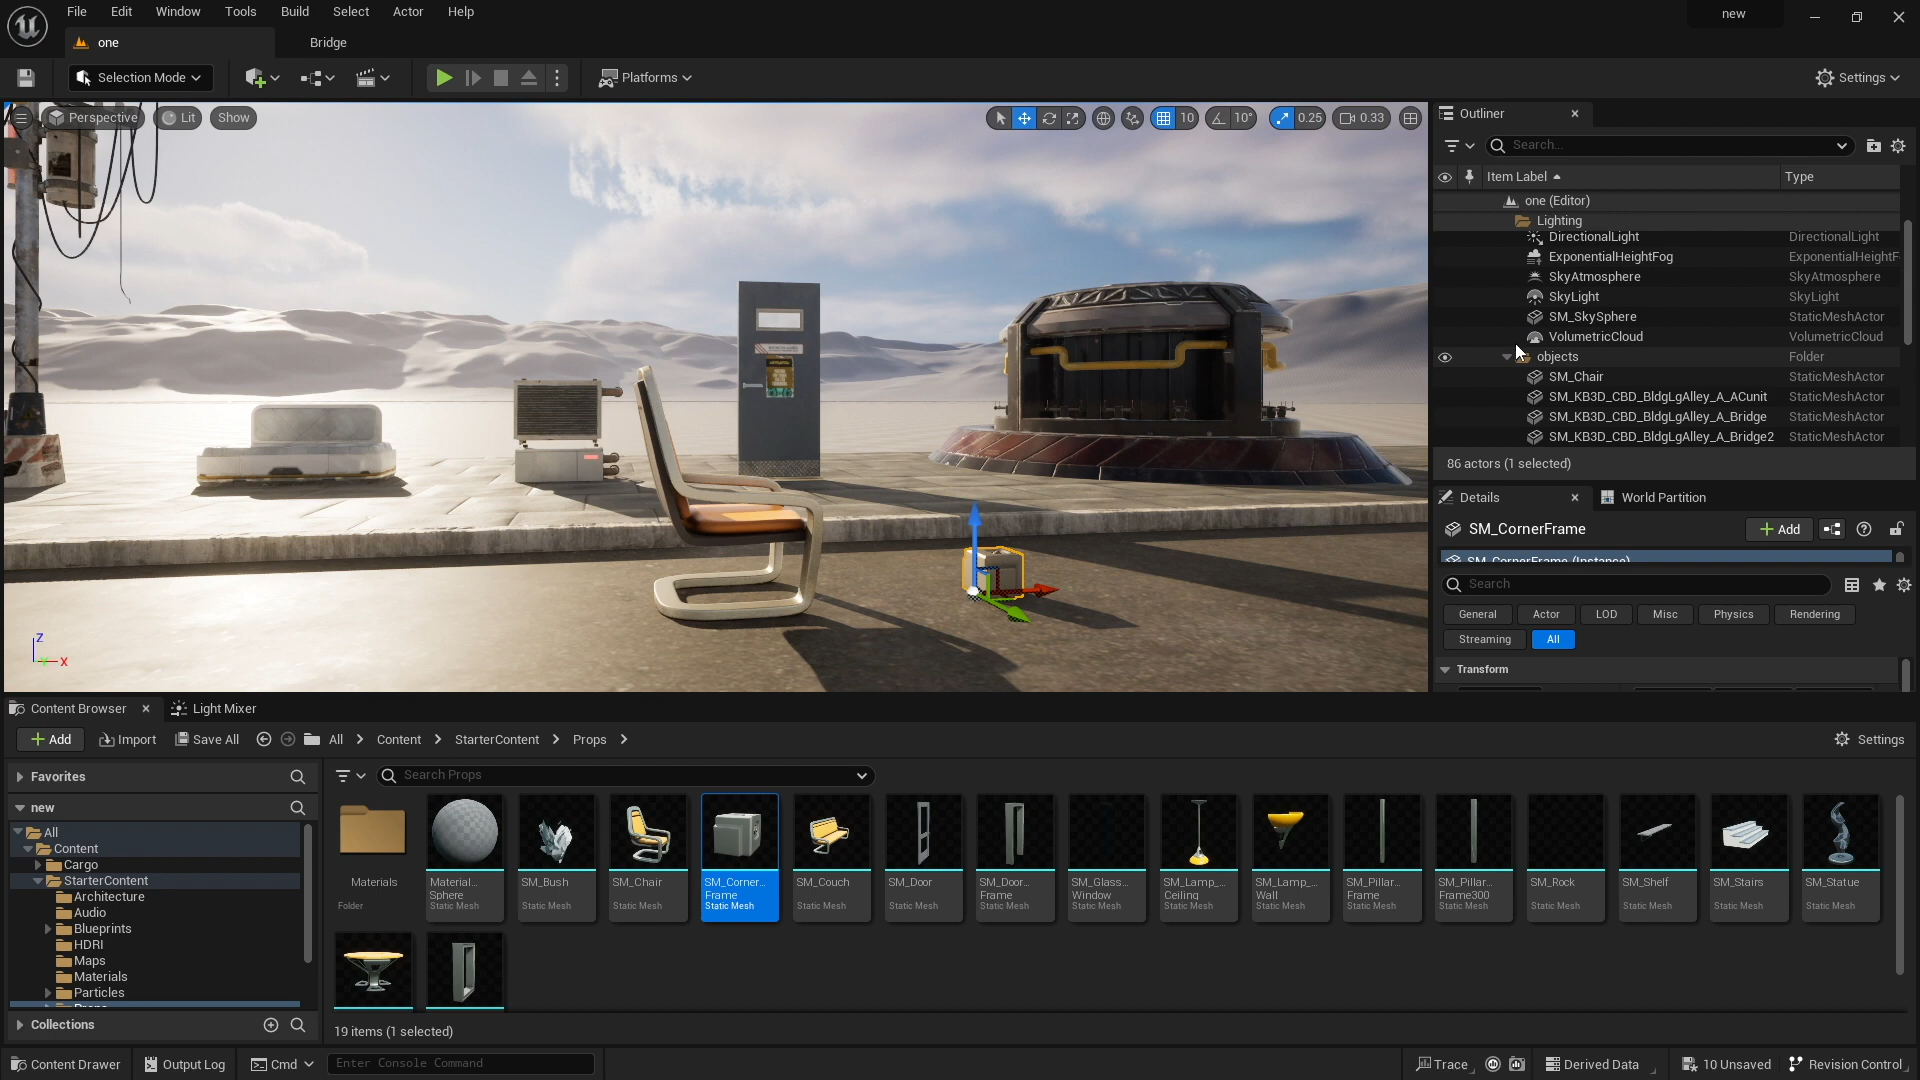 File Edit Window Tools Build Select Actor Help
new
one
Bridge
Selection Mode
Platforms
Settings
Perspective Lit Show
10 10° 0.25 0.33
Z
X
Outliner
Search...
Item Label Type
one (Editor)
Lighting
DirectionalLight DirectionalLight
ExponentialHeightFog ExponentialHeightF
SkyAtmosphere SkyAtmosphere
SkyLight SkyLight
SM_SkySphere StaticMeshActor
VolumetricCloud VolumetricCloud
objects Folder
SM_Chair StaticMeshActor
SM_KB3D_CBD_BldgLgAlley_A_ACunit StaticMeshActor
SM_KB3D_CBD_BldgLgAlley_A_Bridge StaticMeshActor
SM_KB3D_CBD_BldgLgAlley_A_Bridge2 StaticMeshActor
86 actors (1 selected)
Details World Partition
SM_CornerFrame
Add
SM_CornerFrame (Instance)
Search
General Actor LOD Misc Physics Rendering
Streaming All
Transform
Content Browser
Light Mixer
Add Import Save All All Content StarterContent Props
Settings
Favorites
new
All
Content
Cargo
StarterContent
Architecture
Audio
Blueprints
HDRI
Maps
Materials
Particles
Props
Collections
Search Props
Materials
Folder
Material...
Sphere
Static Mesh
SM_Bush
Static Mesh
SM_Chair
Static Mesh
SM_Corner...
Frame
Static Mesh
SM_Couch
Static Mesh
SM_Door
Static Mesh
SM_Door...
Frame
Static Mesh
SM_Glass...
Window
Static Mesh
SM_Lamp_...
Ceiling
Static Mesh
SM_Lamp_...
Wall
Static Mesh
SM_Pillar...
Frame
Static Mesh
SM_Pillar...
Frame300
Static Mesh
SM_Rock
Static Mesh
SM_Shelf
Static Mesh
SM_Stairs
Static Mesh
SM_Statue
Static Mesh
19 items (1 selected)
Content Drawer Output Log Cmd Enter Console Command
Trace Derived Data 10 Unsaved Revision Control